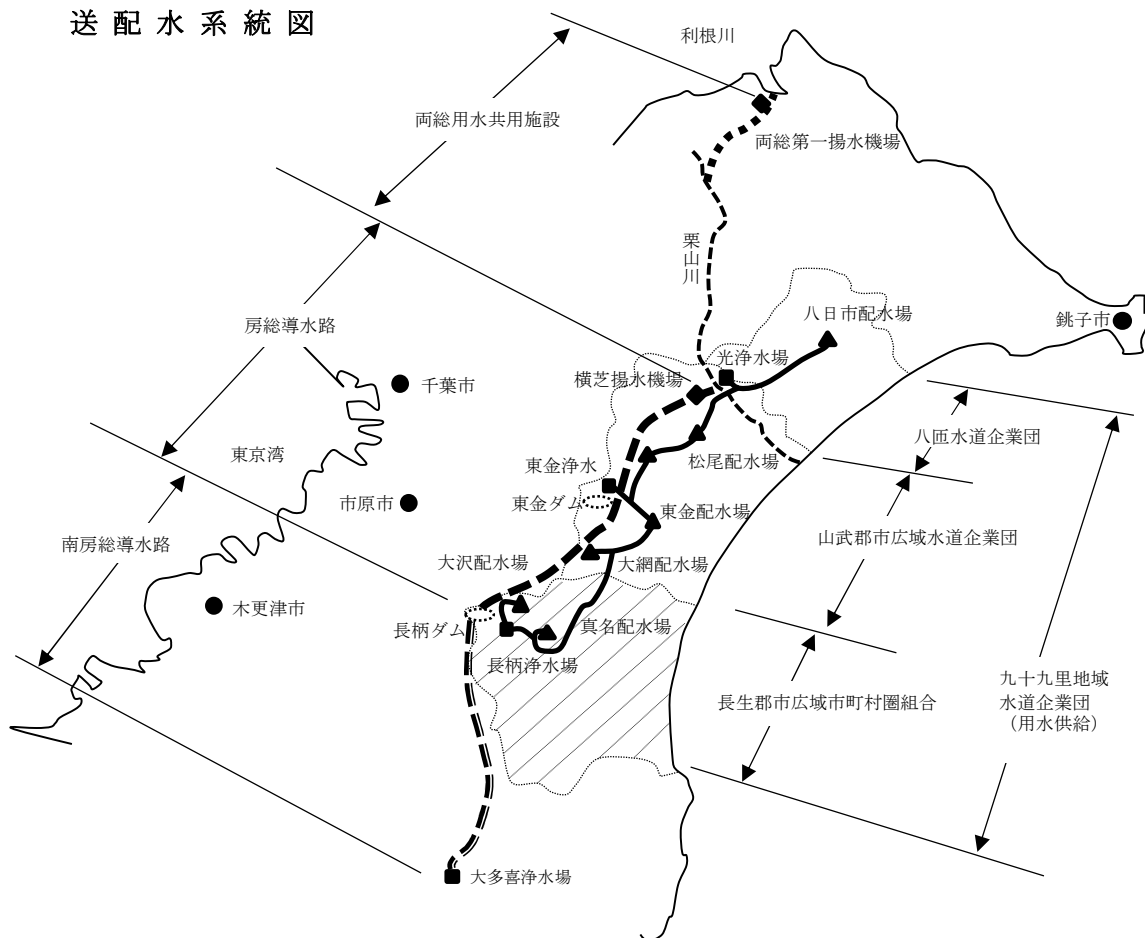 送配水系統図
利根川
両総用水共用施設
両総第一揚水機場
栗山川
八日市配水場
銚子市
房総導水路
光浄水場
横芝揚水機場
千葉市
八匝水道企業団
東京湾
東金浄水
松尾配水場
市原市
東金ダム
東金配水場
山武郡市広域水道企業団
南房総導水路
大沢配水場
大網配水場
木更津市
長柄ダム
真名配水場
長柄浄水場
九十九里地域
水道企業団
(用水供給)
長生郡市広域市町村圏組合
大多喜浄水場